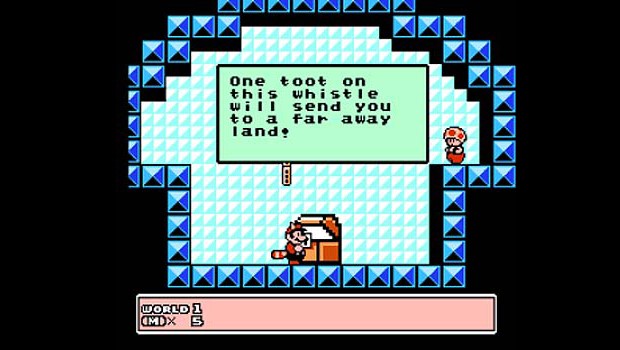 One toot on
this whistle
will send you
to a far away
land!
WORLD 1
(M)× 5